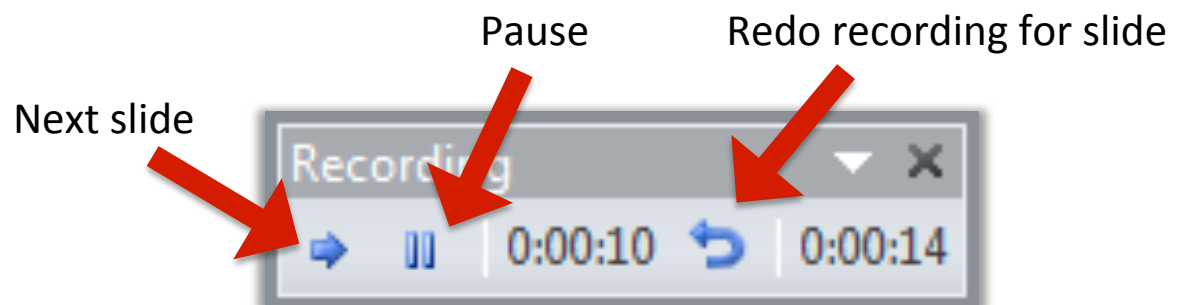 Pause
Redo recording for slide
Next slide
Recording
0:00:10
0:00:14